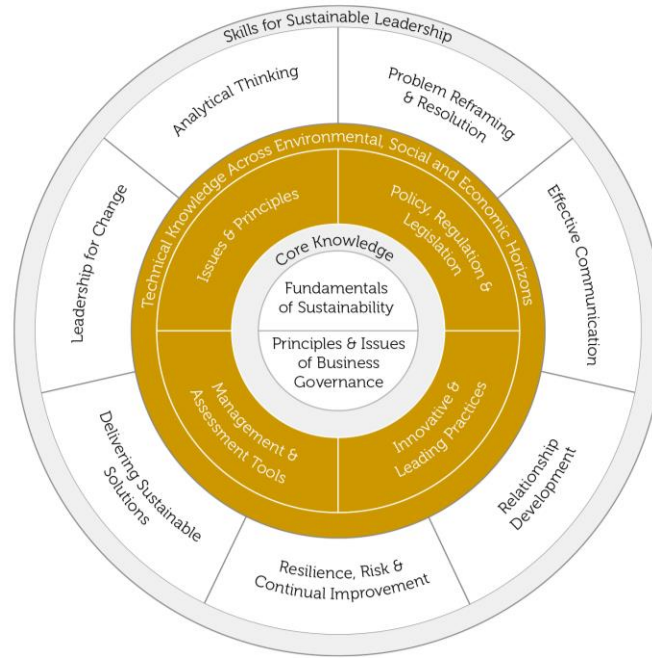 Skills for Sustainable Leadership
Analytical Thinking
Problem Reframing
& Resolution
Effective Communication
Relationship
Development
Resilience, Risk &
Continual Improvement
Delivering Sustainable
Solutions
Leadership for Change
Technical Knowledge Across Environmental, Social and Economic Horizons
Issues & Principles
Policy, Regulation &
Legislation
Innovative &
Leading Practices
Management &
Assessment Tools
Core Knowledge
Fundamentals
of Sustainability
Principles & Issues
of Business
Governance